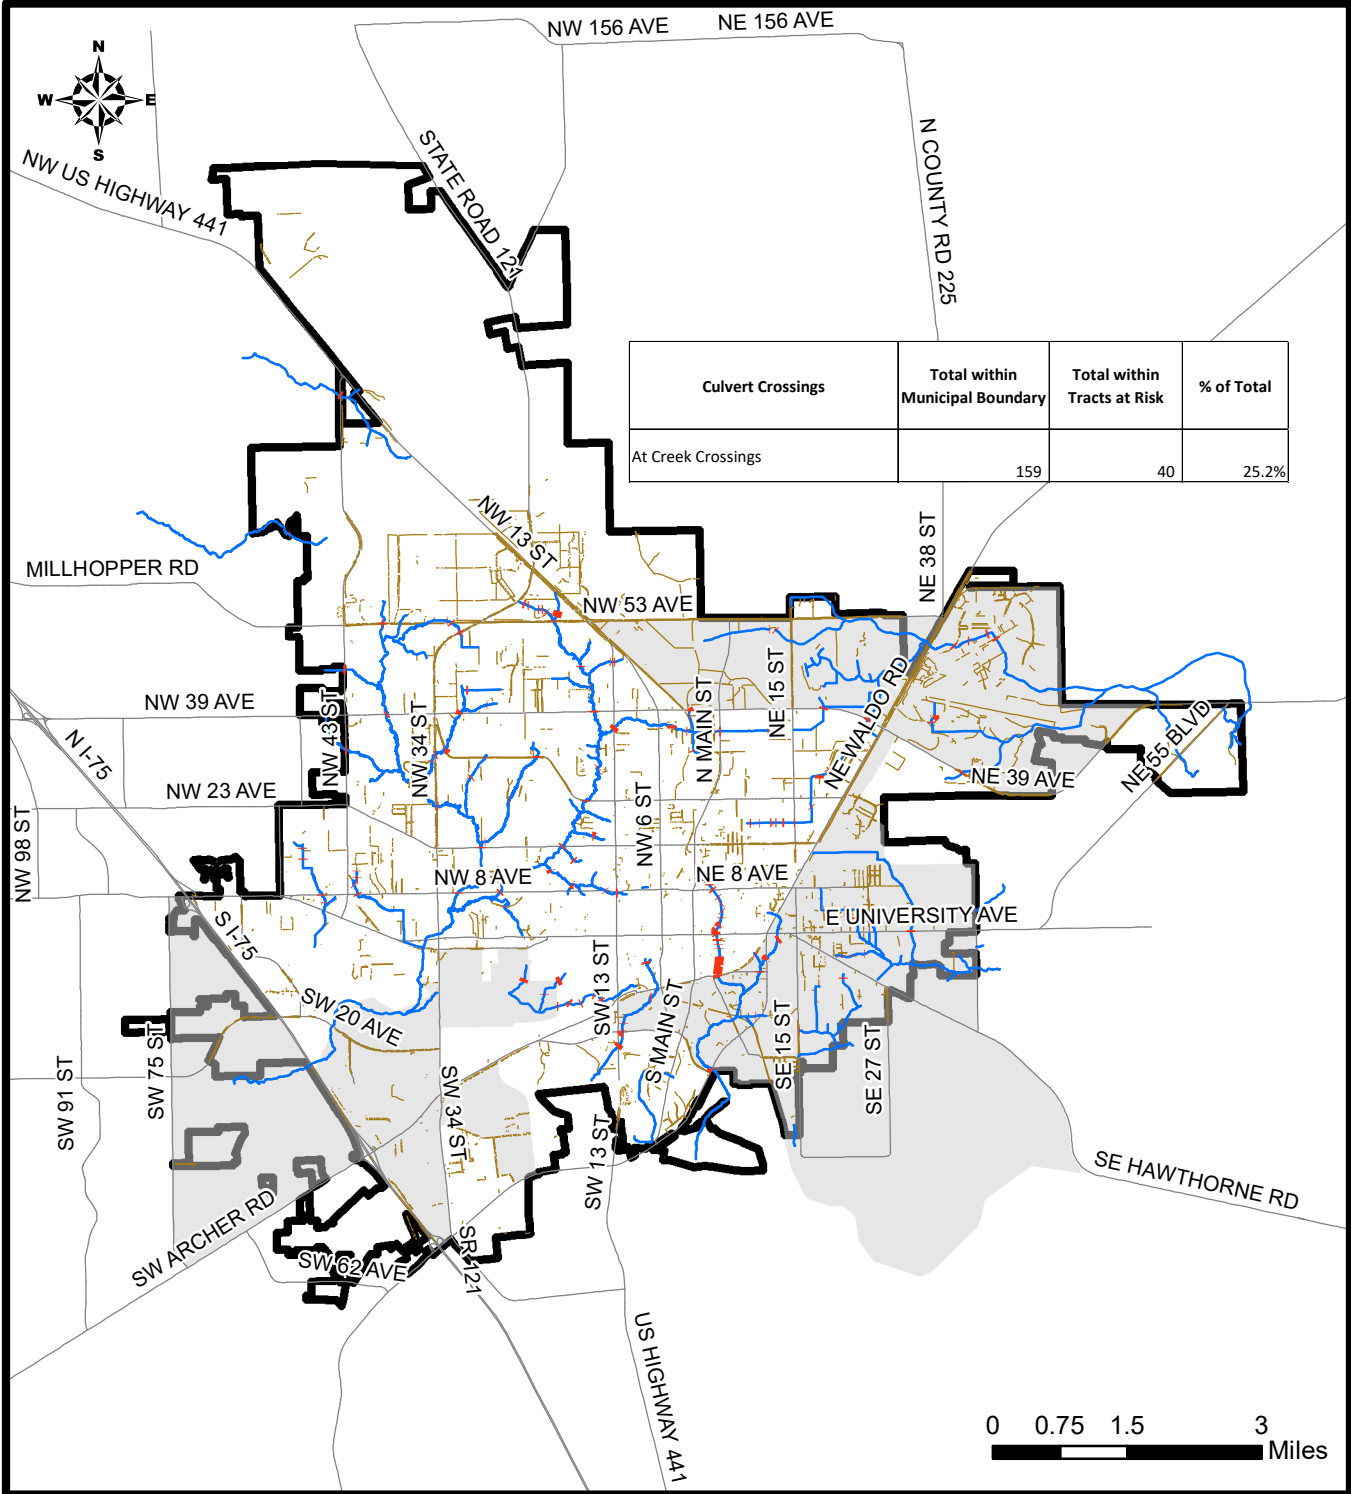 NW 156 AVE
NE 156 AVE
N
W
E
S
NW US HIGHWAY 441
STATE ROAD 121
N COUNTY RD 225
Culvert Crossings
Total within
Municipal Boundary
Total within
Tracts at Risk
% of Total
At Creek Crossings
159
40
25.2%
NW 13 ST
NE 38 ST
MILLHOPPER RD
NW 53 AVE
NW 39 AVE
NW 43 ST
NW 34 ST
N MAIN ST
NE 15 ST
NE WALDO RD
N I-75
NE 55 BLVD
NE 39 AVE
NW 23 AVE
NW 98 ST
NW 6 ST
NW 8 AVE
NE 8 AVE
E UNIVERSITY AVE
S I-75
SW 13 ST
SW 20 AVE
S MAIN ST
SE 15 ST
SE 27 ST
SW 75 ST
SW 91 ST
SW 34 ST
SW 13 ST
SE HAWTHORNE RD
SW ARCHER RD
SW 62 AVE
SR 121
US HIGHWAY 441
0 0.75 1.5 3
Miles